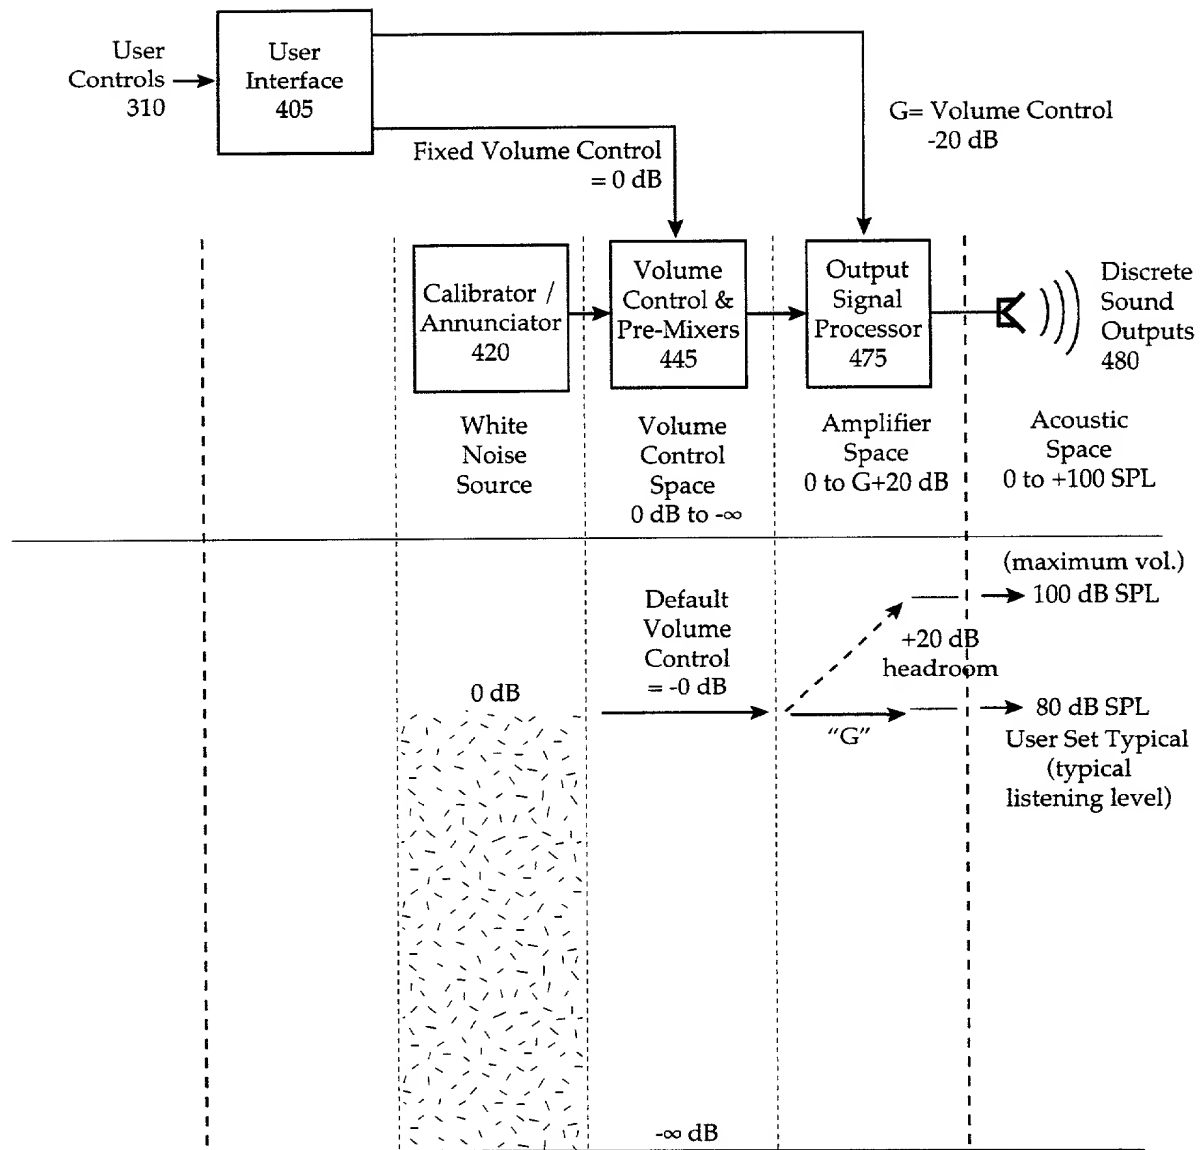 User
Controls
310
User
Interface
405
G= Volume Control
-20 dB
Fixed Volume Control
= 0 dB
Calibrator /
Annunciator
420
Volume
Control &
Pre-Mixers
445
Output
Signal
Processor
475
Discrete
Sound
Outputs
480
White
Noise
Source
Volume
Control
Space
0 dB to -∞
Amplifier
Space
0 to G+20 dB
Acoustic
Space
0 to +100 SPL
(maximum vol.)
100 dB SPL
Default
Volume
Control
= -0 dB
+20 dB
headroom
0 dB
"G"
80 dB SPL
User Set Typical
(typical
listening level)
-∞ dB